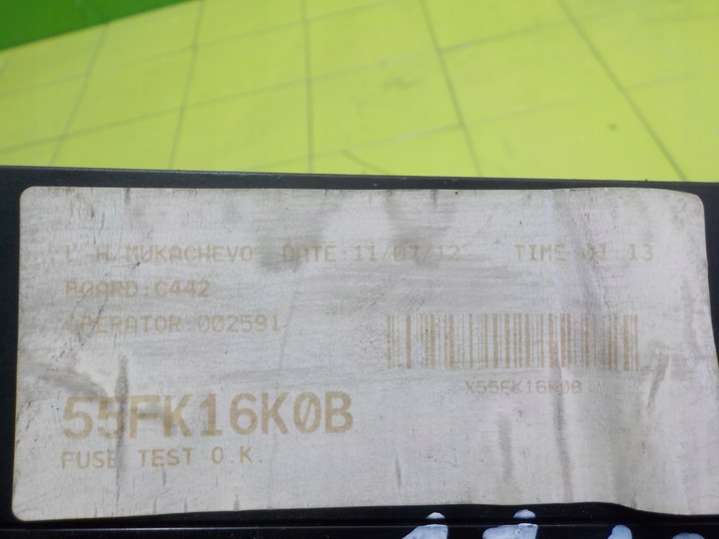 MUKACHEVO DATE:11/07/12 TIME 01:13
BOARD:C442
OPERATOR:002591
X55FK16K0B
55FK16K0B
FUSE TEST O.K.